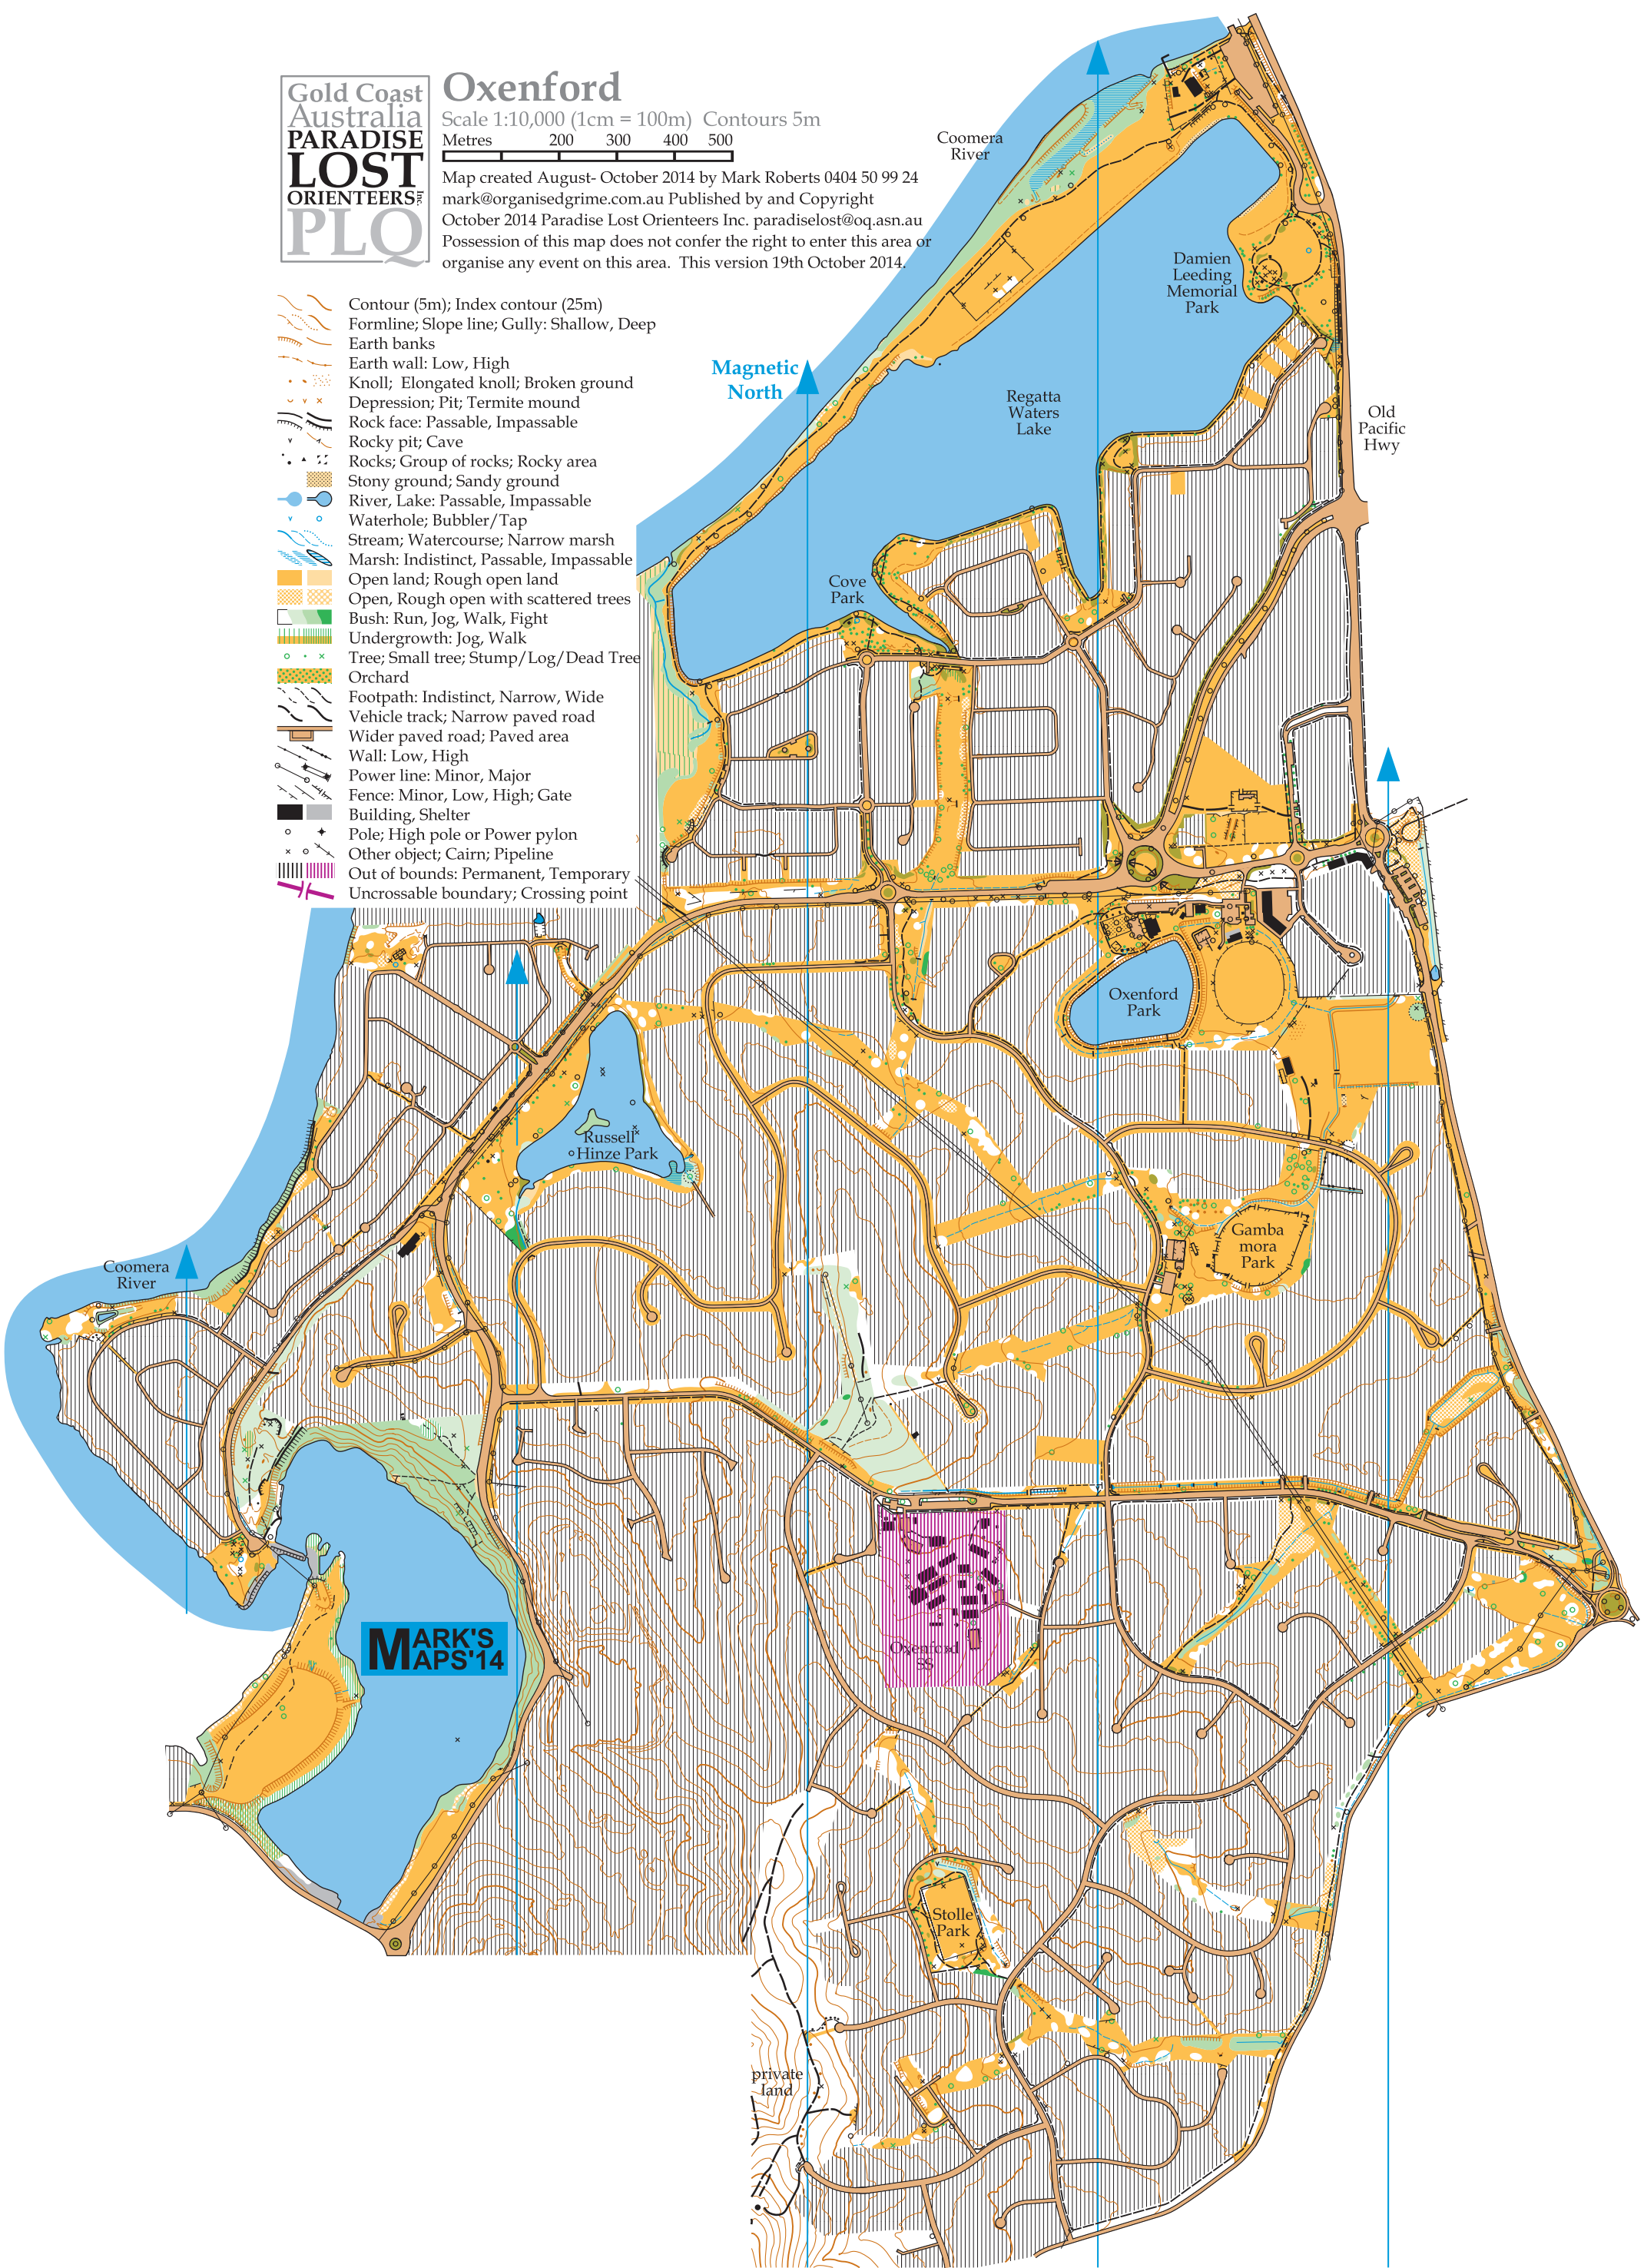 Gold Coast
Australia
PARADISE
LOST
ORIENTEERS Inc.
PLQ
Oxenford
Scale 1:10,000 (1cm = 100m)  Contours 5m
Metres 200 300 400 500
Map created August- October 2014 by Mark Roberts 0404 50 99 24
mark@organisedgrime.com.au Published by and Copyright
October 2014 Paradise Lost Orienteers Inc. paradiselost@oq.asn.au
Possession of this map does not confer the right to enter this area or
organise any event on this area.  This version 19th October 2014.
Contour (5m); Index contour (25m)
Formline; Slope line; Gully: Shallow, Deep
Earth banks
Earth wall: Low, High
Knoll;  Elongated knoll; Broken ground
Depression; Pit; Termite mound
Rock face: Passable, Impassable
Rocky pit; Cave
Rocks; Group of rocks; Rocky area
Stony ground; Sandy ground
River, Lake: Passable, Impassable
Waterhole; Bubbler/Tap
Stream; Watercourse; Narrow marsh
Marsh: Indistinct, Passable, Impassable
Open land; Rough open land
Open, Rough open with scattered trees
Bush: Run, Jog, Walk, Fight
Undergrowth: Jog, Walk
Tree; Small tree; Stump/Log/Dead Tree
Orchard
Footpath: Indistinct, Narrow, Wide
Vehicle track; Narrow paved road
Wider paved road; Paved area
Wall: Low, High
Power line: Minor, Major
Fence: Minor, Low, High; Gate
Building, Shelter
Pole; High pole or Power pylon
Other object; Cairn; Pipeline
Out of bounds: Permanent, Temporary
Uncrossable boundary; Crossing point
Coomera
River
Damien
Leeding
Memorial
Park
Magnetic
North
Regatta
Waters
Lake
Old
Pacific
Hwy
Cove
Park
Oxenford
Park
Russell
Hinze Park
Gamba
mora
Park
Coomera
River
MARK'S
MAPS'14
Oxenford
SS
Stolle
Park
private
land